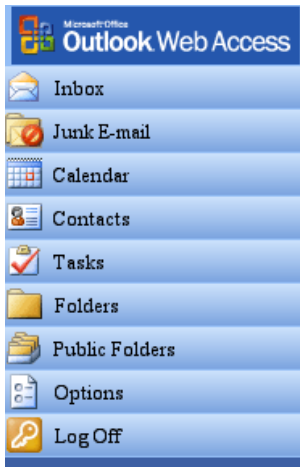 Microsoft Office
Outlook Web Access
Inbox
Junk E-mail
Calendar
Contacts
Tasks
Folders
Public Folders
Options
Log Off